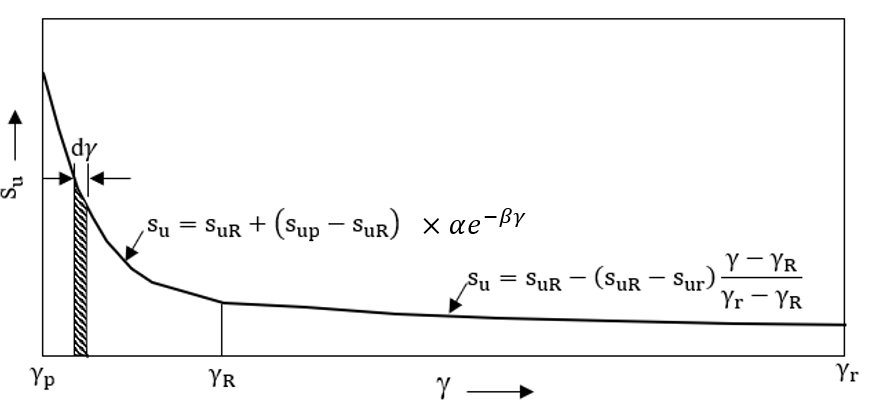 dγ
s_u
s_u = s_uR + (s_up − s_uR) × αe^{−βγ}
s_u = s_uR − (s_uR − s_ur) (γ − γ_R)/(γ_r − γ_R)
γ_p γ_R γ γ_r